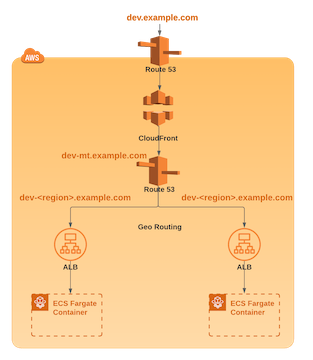 dev.example.com
AWS
Route 53
CloudFront
dev-mt.example.com
Route 53
dev-<region>.example.com
dev-<region>.example.com
Geo Routing
ALB
ALB
ECS Fargate
Container
ECS Fargate
Container